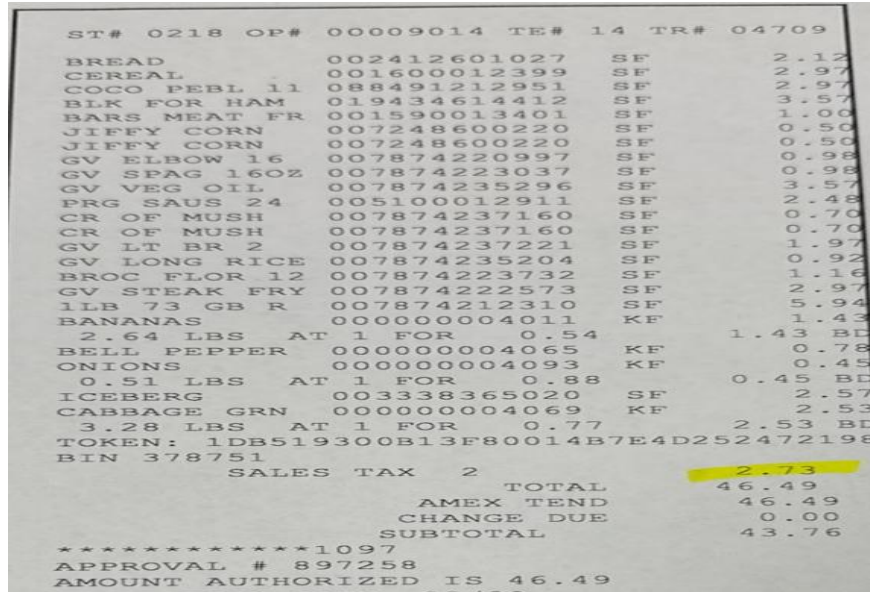 ST# 0218 OP# 00009014 TE# 14 TR# 04709
BREAD 002412601027 SF 2.12
CEREAL 001600012399 SF 2.97
COCO PEBL 11 088491212951 SF 2.97
BLK FOR HAM 019434614412 SF 3.57
BARS MEAT FR 001590013401 SF 1.00
JIFFY CORN 007248600220 SF 0.50
JIFFY CORN 007248600220 SF 0.50
GV ELBOW 16 007874220997 SF 0.98
GV SPAG 16OZ 007874223037 SF 0.98
GV VEG OIL 007874235296 SF 3.57
PRG SAUS 24 005100012911 SF 2.48
CR OF MUSH 007874237160 SF 0.70
CR OF MUSH 007874237160 SF 0.70
GV LT BR 2 007874237221 SF 1.97
GV LONG RICE 007874235204 SF 0.92
BROC FLOR 12 007874223732 SF 1.16
GV STEAK FRY 007874222573 SF 2.97
1LB 73 GB R 007874212310 SF 5.94
BANANAS 000000004011 KF 1.43
2.64 LBS AT 1 FOR 0.54 1.43 BD
BELL PEPPER 000000004065 KF 0.78
ONIONS 000000004093 KF 0.45
0.51 LBS AT 1 FOR 0.88 0.45 BD
ICEBERG 003338365020 SF 2.57
CABBAGE GRN 000000004069 KF 2.53
3.28 LBS AT 1 FOR 0.77 2.53 BD
TOKEN: 1DB519300B13F80014B7E4D252472198
BIN 378751
SALES TAX 2 2.73
TOTAL 46.49
AMEX TEND 46.49
CHANGE DUE 0.00
SUBTOTAL 43.76
************1097
APPROVAL # 897258
AMOUNT AUTHORIZED IS 46.49